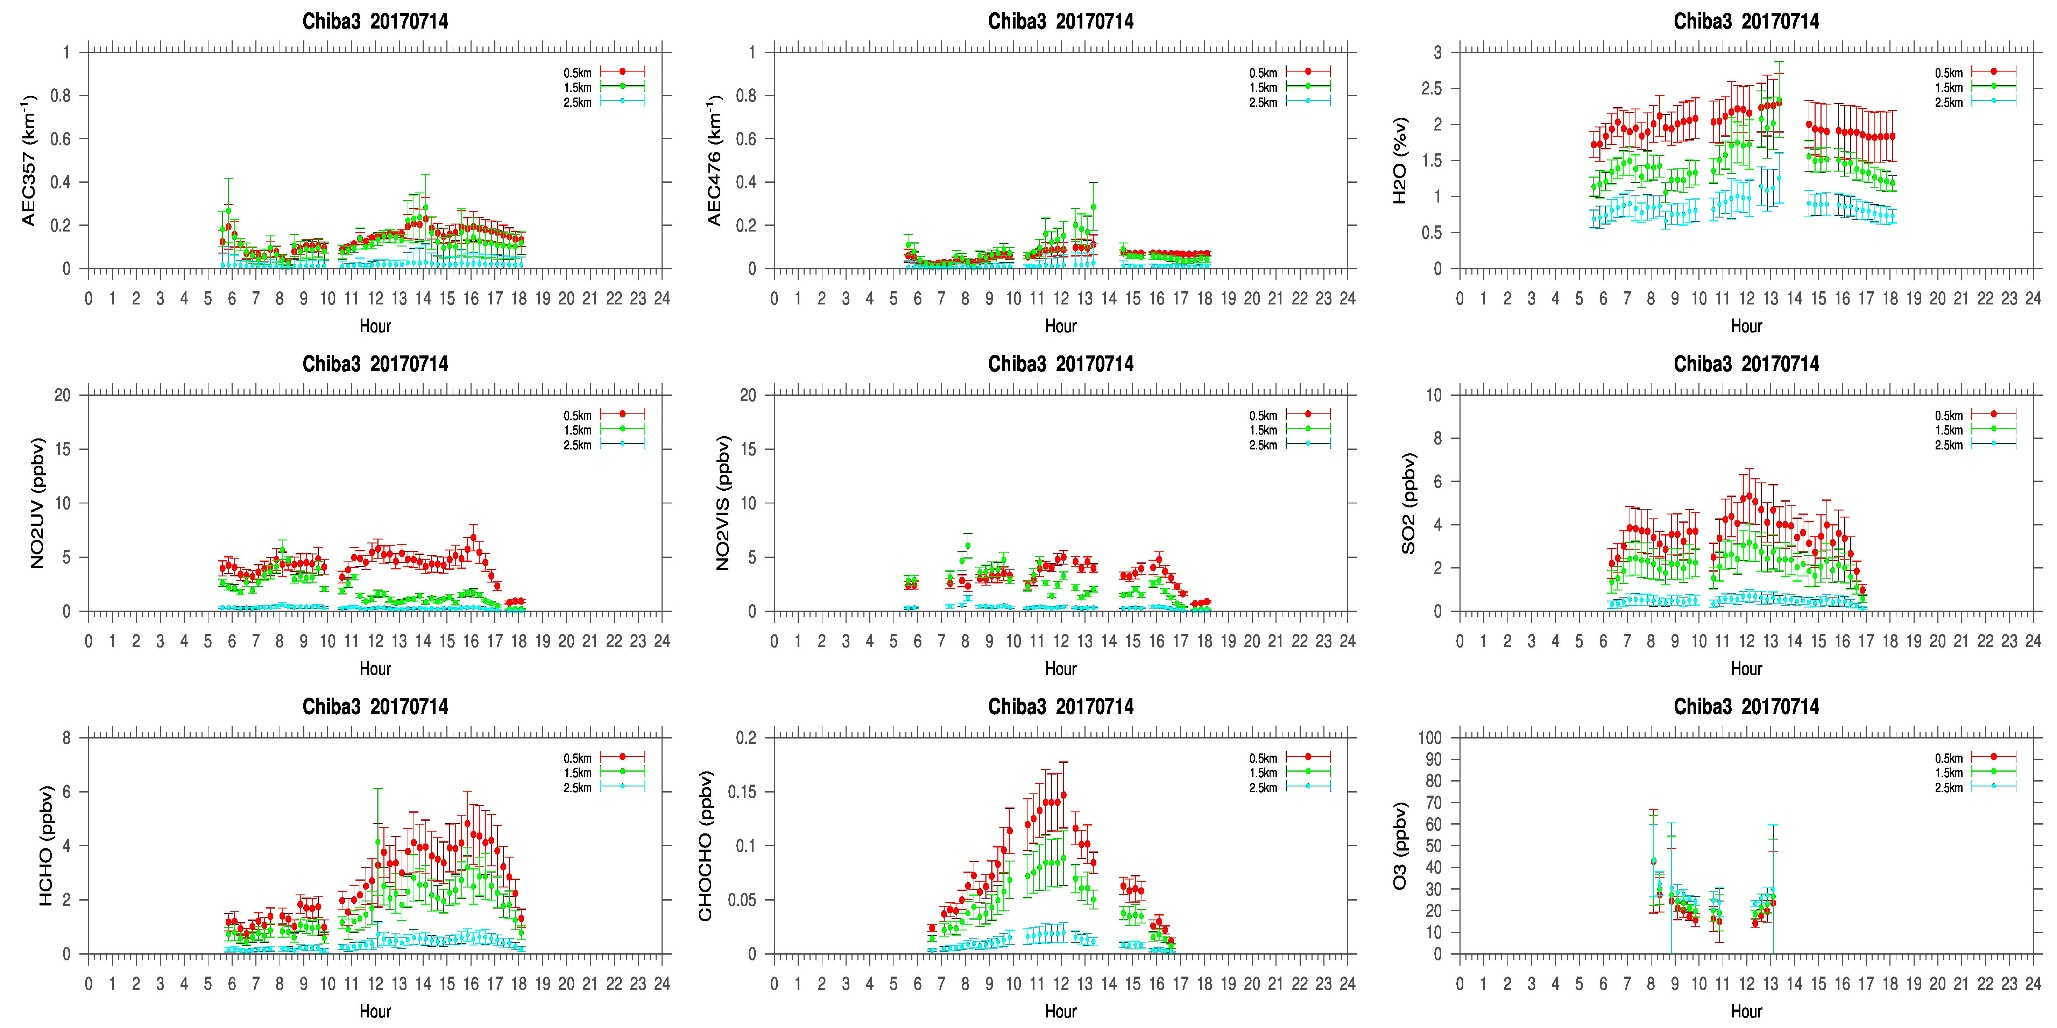 Chiba3 20170714
AEC357 (km-1)
1
0.8
0.6
0.4
0.2
0
0.5km
1.5km
2.5km
0 1 2 3 4 5 6 7 8 9 10 11 12 13 14 15 16 17 18 19 20 21 22 23 24
Hour
Chiba3 20170714
AEC476 (km-1)
1
0.8
0.6
0.4
0.2
0
0.5km
1.5km
2.5km
0 1 2 3 4 5 6 7 8 9 10 11 12 13 14 15 16 17 18 19 20 21 22 23 24
Hour
Chiba3 20170714
H2O (%v)
3
2.5
2
1.5
1
0.5
0
0.5km
1.5km
2.5km
0 1 2 3 4 5 6 7 8 9 10 11 12 13 14 15 16 17 18 19 20 21 22 23 24
Hour
Chiba3 20170714
NO2UV (ppbv)
20
15
10
5
0
0.5km
1.5km
2.5km
0 1 2 3 4 5 6 7 8 9 10 11 12 13 14 15 16 17 18 19 20 21 22 23 24
Hour
Chiba3 20170714
NO2VIS (ppbv)
20
15
10
5
0
0.5km
1.5km
2.5km
0 1 2 3 4 5 6 7 8 9 10 11 12 13 14 15 16 17 18 19 20 21 22 23 24
Hour
Chiba3 20170714
SO2 (ppbv)
10
8
6
4
2
0
0.5km
1.5km
2.5km
0 1 2 3 4 5 6 7 8 9 10 11 12 13 14 15 16 17 18 19 20 21 22 23 24
Hour
Chiba3 20170714
HCHO (ppbv)
8
6
4
2
0
0.5km
1.5km
2.5km
0 1 2 3 4 5 6 7 8 9 10 11 12 13 14 15 16 17 18 19 20 21 22 23 24
Hour
Chiba3 20170714
CHOCHO (ppbv)
0.2
0.15
0.1
0.05
0
0.5km
1.5km
2.5km
0 1 2 3 4 5 6 7 8 9 10 11 12 13 14 15 16 17 18 19 20 21 22 23 24
Hour
Chiba3 20170714
O3 (ppbv)
100
90
80
70
60
50
40
30
20
10
0
0.5km
1.5km
2.5km
0 1 2 3 4 5 6 7 8 9 10 11 12 13 14 15 16 17 18 19 20 21 22 23 24
Hour